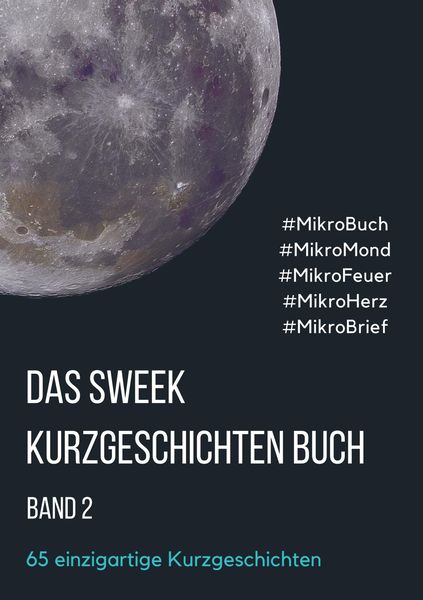 #MikroBuch
#MikroMond
#MikroFeuer
#MikroHerz
#MikroBrief
DAS SWEEK
KURZGESCHICHTEN BUCH
BAND 2
65 einzigartige Kurzgeschichten